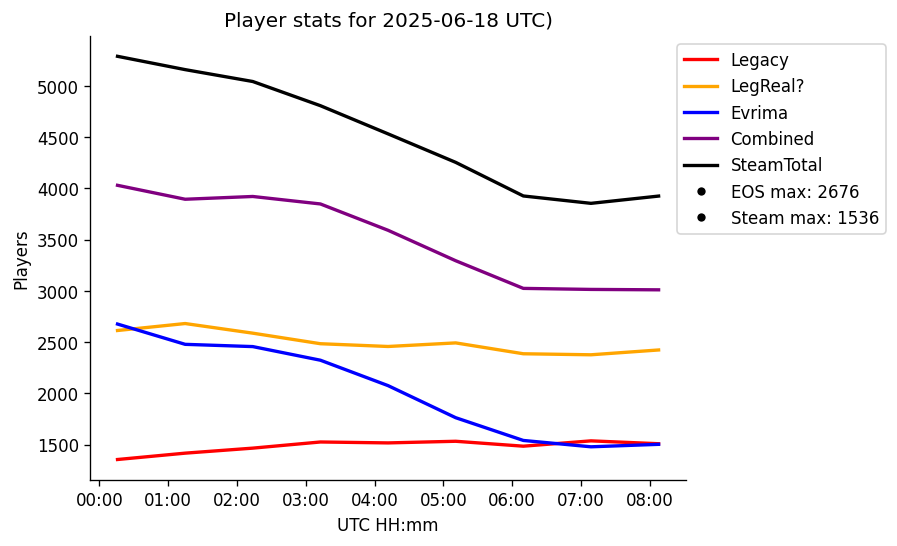 Player stats for 2025-06-18 UTC)
Legacy
LegReal?
Evrima
Combined
SteamTotal
EOS max: 2676
Steam max: 1536
Players
5000
4500
4000
3500
3000
2500
2000
1500
00:00 01:00 02:00 03:00 04:00 05:00 06:00 07:00 08:00
UTC HH:mm